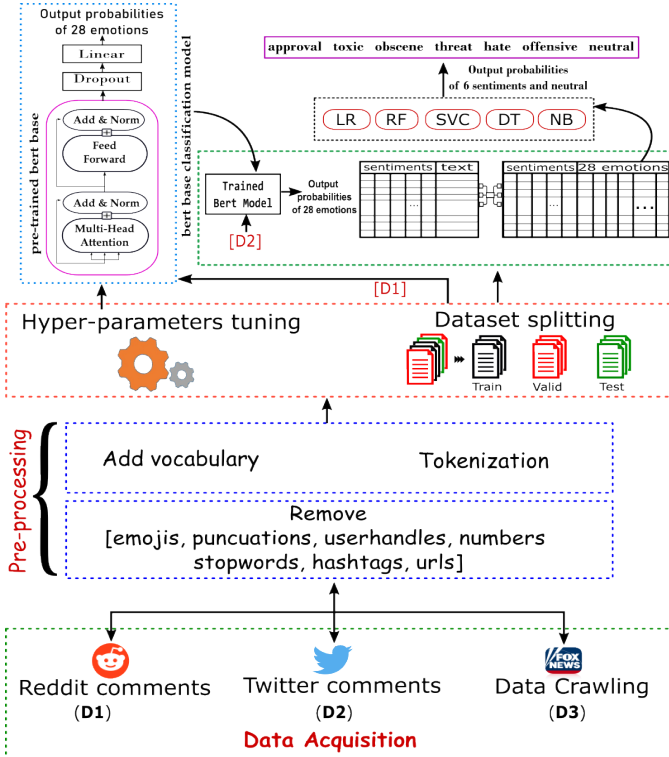 Output probabilities
of 28 emotions
Linear
Dropout
Add & Norm
Feed
Forward
Add & Norm
Multi-Head
Attention
pre-trained bert base
bert base classification model
approval toxic obscene threat hate offensive neutral
Output probabilities
of 6 sentiments and neutral
LR RF SVC DT NB
Trained
Bert Model
[D2]
Output
probabilities
of 28 emotions
sentiments text
...
sentiments 28 emotions
...
...
[D1]
Hyper-parameters tuning
Dataset splitting
Train Valid Test
Pre-processing
Add vocabulary Tokenization
Remove
[emojis, puncuations, userhandles, numbers
stopwords, hashtags, urls]
FOX
NEWS
Reddit comments Twitter comments Data Crawling
(D1) (D2) (D3)
Data Acquisition